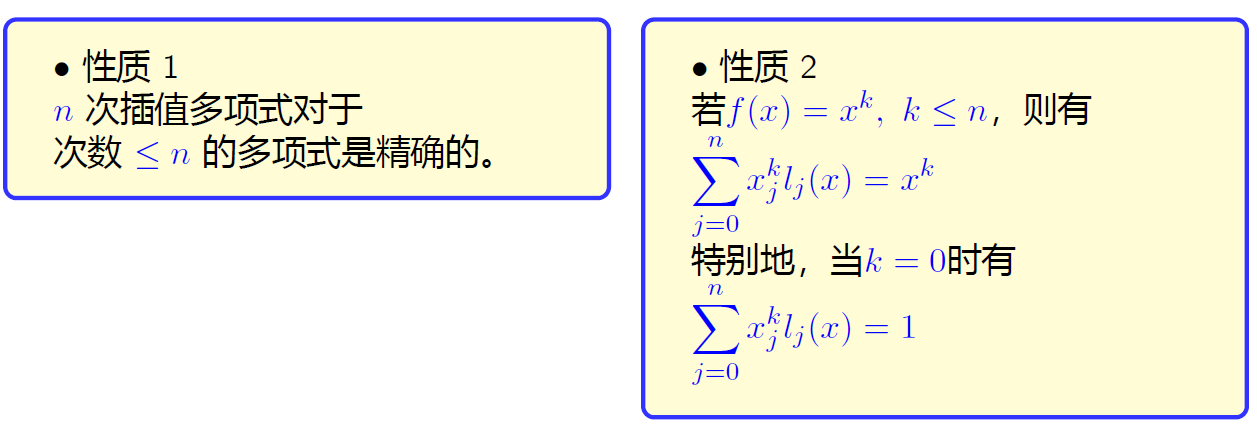 • 性质 1
n 次插值多项式对于
次数 ≤ n 的多项式是精确的。
• 性质 2
若f(x) = x^k, k ≤ n，则有
\sum_{j=0}^{n} x_j^k l_j(x) = x^k
特别地，当k = 0时有
\sum_{j=0}^{n} x_j^k l_j(x) = 1